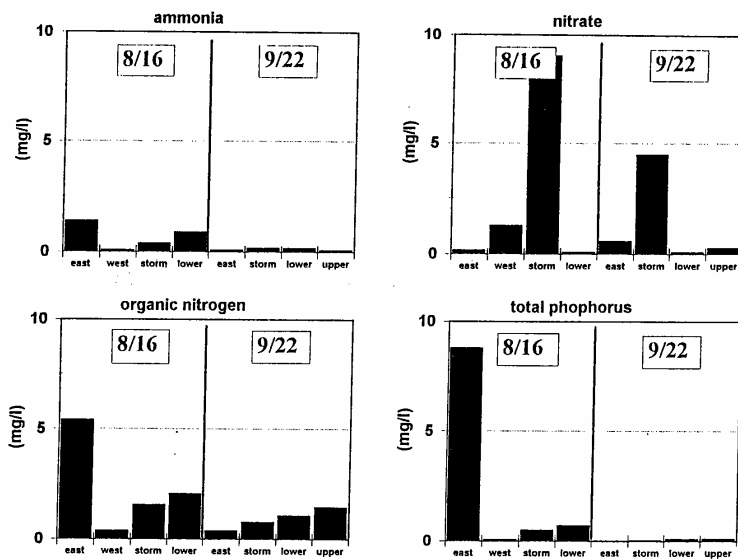 ammonia
10
8/16
9/22
(mg/l)
5
0
east west storm lower east storm lower upper
nitrate
10
8/16
9/22
(mg/l)
5
0
east west storm lower east storm lower upper
organic nitrogen
10
8/16
9/22
(mg/l)
5
0
east west storm lower east storm lower upper
total phophorus
10
8/16
9/22
(mg/l)
5
0
east west storm lower east storm lower upper